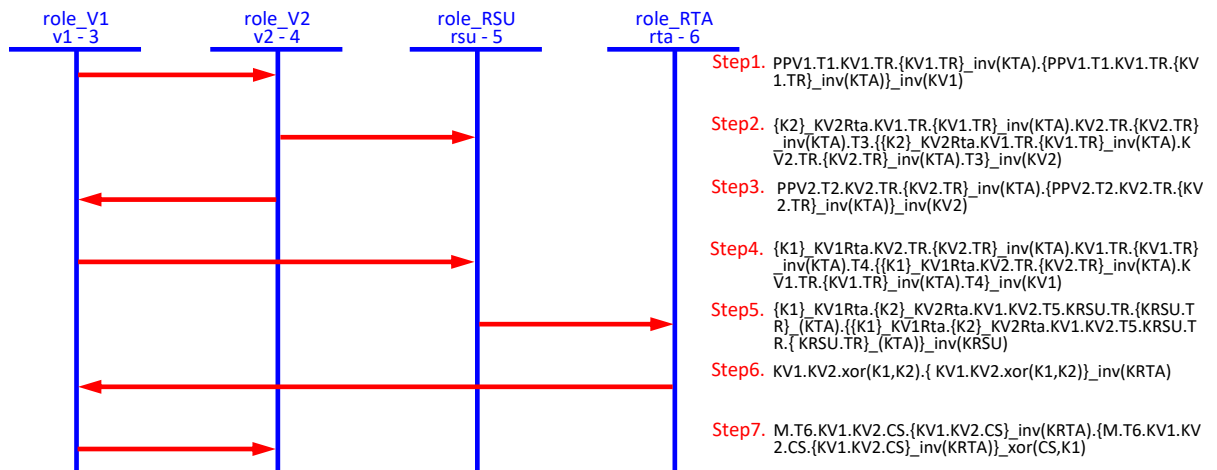 role_V1 role_V2 role_RSU role_RTA
v1 - 3 v2 - 4 rsu - 5 rta - 6
Step1. PPV1.T1.KV1.TR.{KV1.TR}_inv(KTA).{PPV1.T1.KV1.TR.{KV
1.TR}_inv(KTA)}_inv(KV1)
Step2. {K2}_KV2Rta.KV1.TR.{KV1.TR}_inv(KTA).KV2.TR.{KV2.TR}
_inv(KTA).T3.{{K2}_KV2Rta.KV1.TR.{KV1.TR}_inv(KTA).K
V2.TR.{KV2.TR}_inv(KTA).T3}_inv(KV2)
Step3. PPV2.T2.KV2.TR.{KV2.TR}_inv(KTA).{PPV2.T2.KV2.TR.{KV
2.TR}_inv(KTA)}_inv(KV2)
Step4. {K1}_KV1Rta.KV2.TR.{KV2.TR}_inv(KTA).KV1.TR.{KV1.TR}
_inv(KTA).T4.{{K1}_KV1Rta.KV2.TR.{KV2.TR}_inv(KTA).K
V1.TR.{KV1.TR}_inv(KTA).T4}_inv(KV1)
Step5. {K1}_KV1Rta.{K2}_KV2Rta.KV1.KV2.T5.KRSU.TR.{KRSU.T
R}_(KTA).{{K1}_KV1Rta.{K2}_KV2Rta.KV1.KV2.T5.KRSU.T
R.{ KRSU.TR}_(KTA)}_inv(KRSU)
Step6. KV1.KV2.xor(K1,K2).{ KV1.KV2.xor(K1,K2)}_inv(KRTA)
Step7. M.T6.KV1.KV2.CS.{KV1.KV2.CS}_inv(KRTA).{M.T6.KV1.KV
2.CS.{KV1.KV2.CS}_inv(KRTA)}_xor(CS,K1)